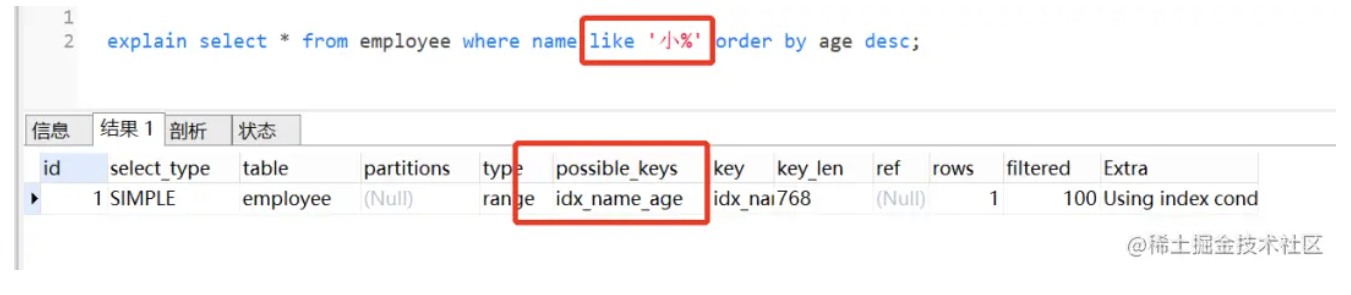 1
2 explain select * from employee where name like '小%' order by age desc;
信息 结果 1 剖析 状态
id select_type table partitions type possible_keys key key_len ref rows filtered Extra
1 SIMPLE employee (Null) range idx_name_age idx_nai 768 (Null) 1 100 Using index cond
@稀土掘金技术社区